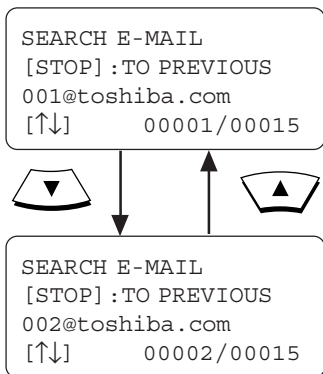 SEARCH E-MAIL
[STOP]:TO PREVIOUS
001@toshiba.com
[↑↓] 00001/00015
SEARCH E-MAIL
[STOP]:TO PREVIOUS
002@toshiba.com
[↑↓] 00002/00015